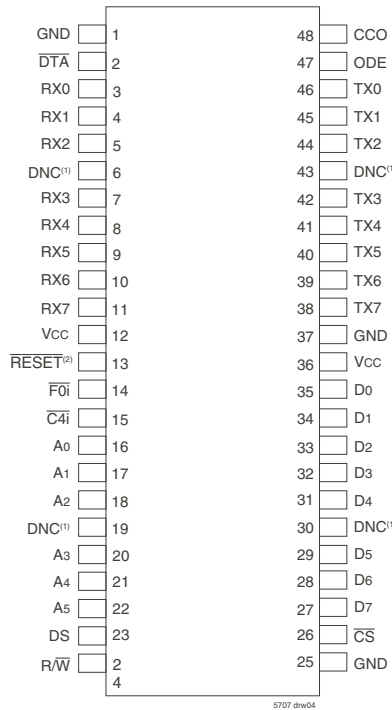 GND 1 48 CCO
D̅T̅A̅ 2 47 ODE
RX0 3 46 TX0
RX1 4 45 TX1
RX2 5 44 TX2
DNC(1) 6 43 DNC(1
RX3 7 42 TX3
RX4 8 41 TX4
RX5 9 40 TX5
RX6 10 39 TX6
RX7 11 38 TX7
VCC 12 37 GND
R̅E̅S̅E̅T̅(2) 13 36 VCC
F̅0̅i̅ 14 35 D0
C̅4̅i̅ 15 34 D1
A0 16 33 D2
A1 17 32 D3
A2 18 31 D4
DNC(1) 19 30 DNC(1
A3 20 29 D5
A4 21 28 D6
A5 22 27 D7
DS 23 26 C̅S̅
R/W̅ 2 25 GND
4
5707 drw04